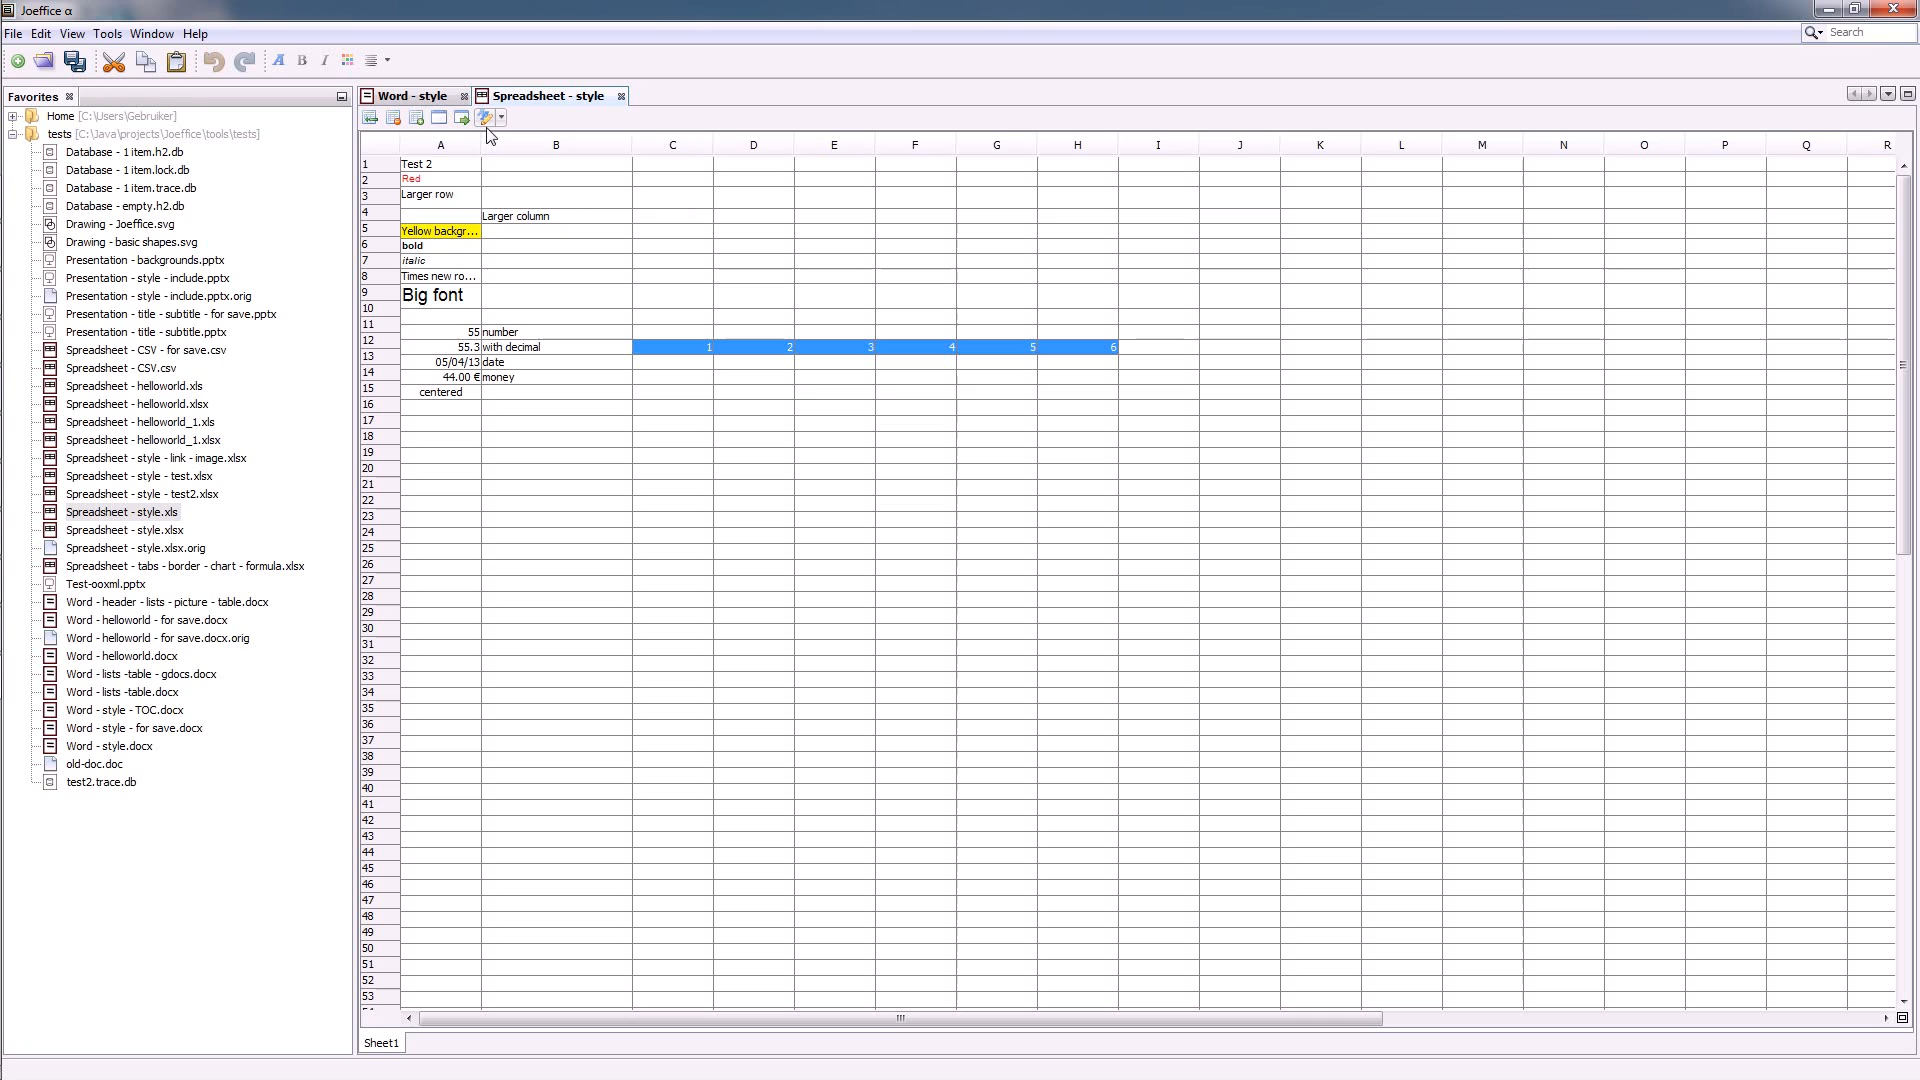 Joeffice α
File Edit View Tools Window Help
Search
Favorites
Word - style
Spreadsheet - style
Home [C:\Users\Gebruiker]
tests [C:\Java\projects\Joeffice\tools\tests]
Database - 1 item.h2.db
Database - 1 item.lock.db
Database - 1 item.trace.db
Database - empty.h2.db
Drawing - Joeffice.svg
Drawing - basic shapes.svg
Presentation - backgrounds.pptx
Presentation - style - include.pptx
Presentation - style - include.pptx.orig
Presentation - title - subtitle - for save.pptx
Presentation - title - subtitle.pptx
Spreadsheet - CSV - for save.csv
Spreadsheet - CSV.csv
Spreadsheet - helloworld.xls
Spreadsheet - helloworld.xlsx
Spreadsheet - helloworld_1.xls
Spreadsheet - helloworld_1.xlsx
Spreadsheet - style - link - image.xlsx
Spreadsheet - style - test.xlsx
Spreadsheet - style - test2.xlsx
Spreadsheet - style.xls
Spreadsheet - style.xlsx
Spreadsheet - style.xlsx.orig
Spreadsheet - tabs - border - chart - formula.xlsx
Test-ooxml.pptx
Word - header - lists - picture - table.docx
Word - helloworld - for save.docx
Word - helloworld - for save.docx.orig
Word - helloworld.docx
Word - lists -table - gdocs.docx
Word - lists -table.docx
Word - style - TOC.docx
Word - style - for save.docx
Word - style.docx
old-doc.doc
test2.trace.db
A B C D E F G H I J K L M N O P Q R
1 Test 2
2 Red
3 Larger row
4 Larger column
5 Yellow backgr...
6 bold
7 italic
8 Times new ro...
9 Big font
10
11 55 number
12 55.3 with decimal 1 2 3 4 5 6
13 05/04/13 date
14 44.00 € money
15 centered
16
17
18
19
20
21
22
23
24
25
26
27
28
29
30
31
32
33
34
35
36
37
38
39
40
41
42
43
44
45
46
47
48
49
50
51
52
53
Sheet1